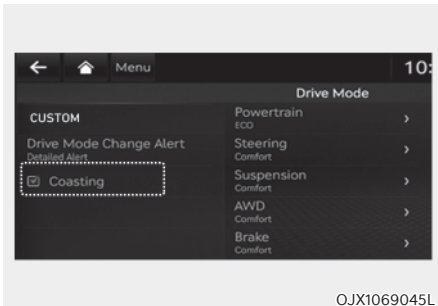 Menu
10:
Drive Mode
CUSTOM
Drive Mode Change Alert
Detailed Alert
Coasting
Powertrain
ECO
Steering
Comfort
Suspension
Comfort
AWD
Comfort
Brake
Comfort
OJX1069045L